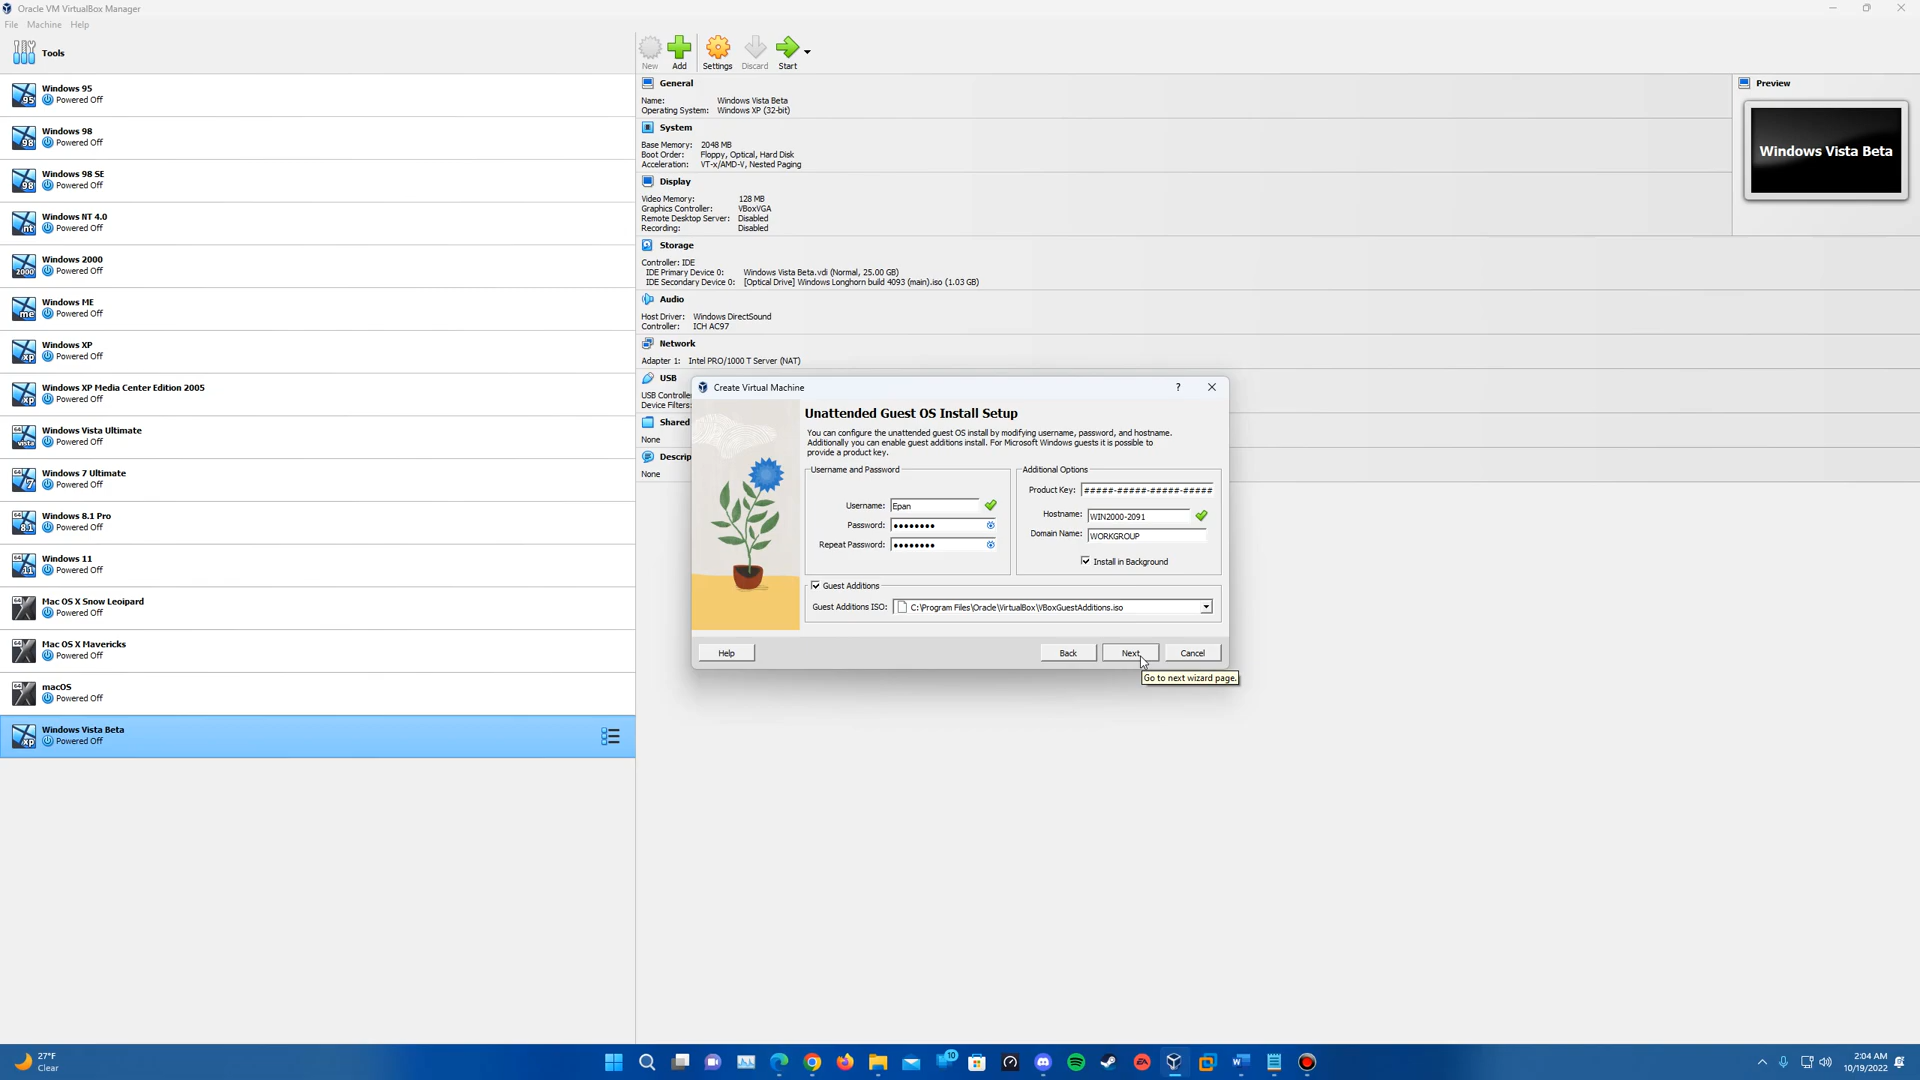 Oracle VM VirtualBox Manager
File Machine Help
Tools
Windows 95
Powered Off
Windows 98
Powered Off
Windows 98 SE
Powered Off
Windows NT 4.0
Powered Off
Windows 2000
Powered Off
Windows ME
Powered Off
Windows XP
Powered Off
Windows XP Media Center Edition 2005
Powered Off
Windows Vista Ultimate
Powered Off
Windows 7 Ultimate
Powered Off
Windows 8.1 Pro
Powered Off
Windows 11
Powered Off
Mac OS X Snow Leoipard
Powered Off
Mac OS X Mavericks
Powered Off
macOS
Powered Off
Windows Vista Beta
Powered Off
New Add Settings Discard Start
General
Name: Windows Vista Beta
Operating System: Windows XP (32-bit)
System
Base Memory: 2048 MB
Boot Order: Floppy, Optical, Hard Disk
Acceleration: VT-x/AMD-V, Nested Paging
Display
Video Memory: 128 MB
Graphics Controller: VBoxVGA
Remote Desktop Server: Disabled
Recording: Disabled
Storage
Controller: IDE
IDE Primary Device 0: Windows Vista Beta.vdi (Normal, 25.00 GB)
IDE Secondary Device 0: [Optical Drive] Windows Longhorn build 4093 (main).iso (1.03 GB)
Audio
Host Driver: Windows DirectSound
Controller: ICH AC97
Network
Adapter 1: Intel PRO/1000 T Server (NAT)
USB
USB Controlle
Device Filters:
Shared
None
Descrip
None
Preview
Windows Vista Beta
Create Virtual Machine
?
Unattended Guest OS Install Setup
You can configure the unattended guest OS install by modifying username, password, and hostname.
Additionally you can enable guest additions install. For Microsoft Windows guests it is possible to
provide a product key.
Username and Password
Username: Epan
Password: ●●●●●●●●
Repeat Password: ●●●●●●●●
Additional Options
Product Key: #####-#####-#####-#####
Hostname: WIN2000-2091
Domain Name: WORKGROUP
Install in Background
Guest Additions
Guest Additions ISO: C:\Program Files\Oracle\VirtualBox\VBoxGuestAdditions.iso
Help Back Next Cancel
Go to next wizard page.
27°F
Clear
10
2:04 AM
10/19/2022